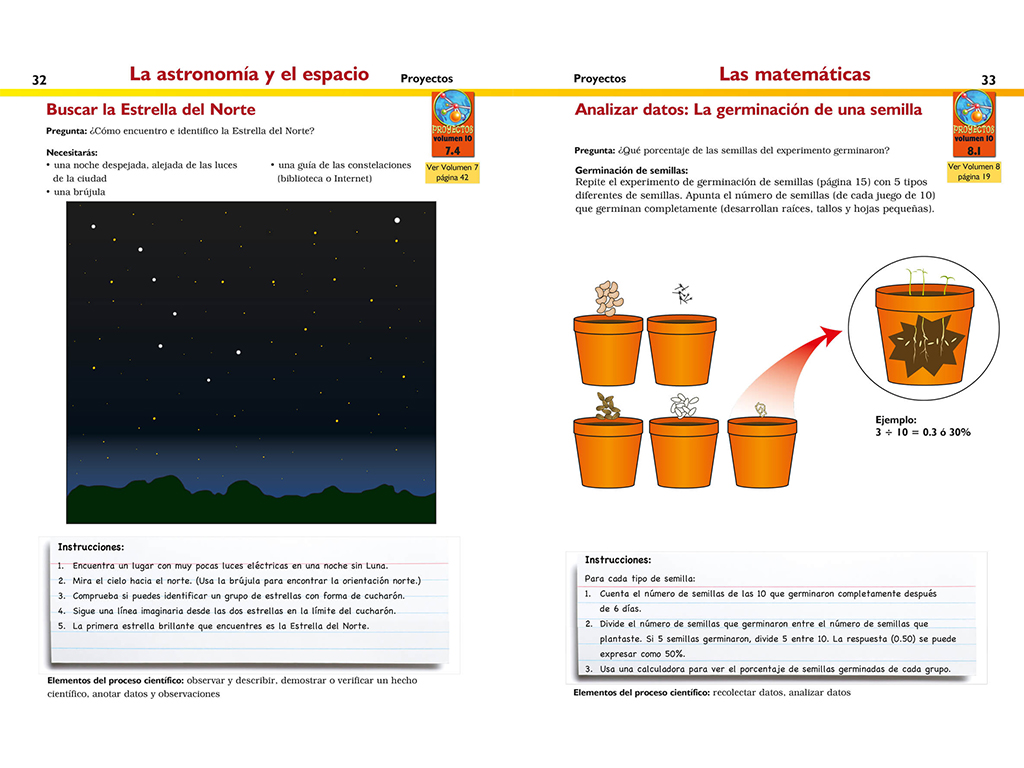 32
La astronomía y el espacio
Proyectos
Buscar la Estrella del Norte
Pregunta: ¿Cómo encuentro e identifico la Estrella del Norte?
PROYECTOS
volumen 10
7.4
Ver Volumen 7
página 42
Necesitarás:
• una noche despejada, alejada de las luces
de la ciudad
• una brújula
• una guía de las constelaciones
(biblioteca o Internet)
Instrucciones:
1. Encuentra un lugar con muy pocas luces eléctricas en una noche sin Luna.
2. Mira el cielo hacia el norte. (Usa la brújula para encontrar la orientación norte.)
3. Comprueba si puedes identificar un grupo de estrellas con forma de cucharón.
4. Sigue una línea imaginaria desde las dos estrellas en la límite del cucharón.
5. La primera estrella brillante que encuentres es la Estrella del Norte.
Elementos del proceso científico: observar y describir, demostrar o verificar un hecho
científico, anotar datos y observaciones
Proyectos
Las matemáticas
33
Analizar datos: La germinación de una semilla
PROYECTOS
volumen 10
8.1
Ver Volumen 8
página 19
Pregunta: ¿Qué porcentaje de las semillas del experimento germinaron?
Germinación de semillas:
Repite el experimento de germinación de semillas (página 15) con 5 tipos
diferentes de semillas. Apunta el número de semillas (de cada juego de 10)
que germinan completamente (desarrollan raíces, tallos y hojas pequeñas).
Ejemplo:
3 ÷ 10 = 0.3 ó 30%
Instrucciones:
Para cada tipo de semilla:
1. Cuenta el número de semillas de las 10 que germinaron completamente después
de 6 días.
2. Divide el número de semillas que germinaron entre el número de semillas que
plantaste. Si 5 semillas germinaron, divide 5 entre 10. La respuesta (0.50) se puede
expresar como 50%.
3. Usa una calculadora para ver el porcentaje de semillas germinadas de cada grupo.
Elementos del proceso científico: recolectar datos, analizar datos